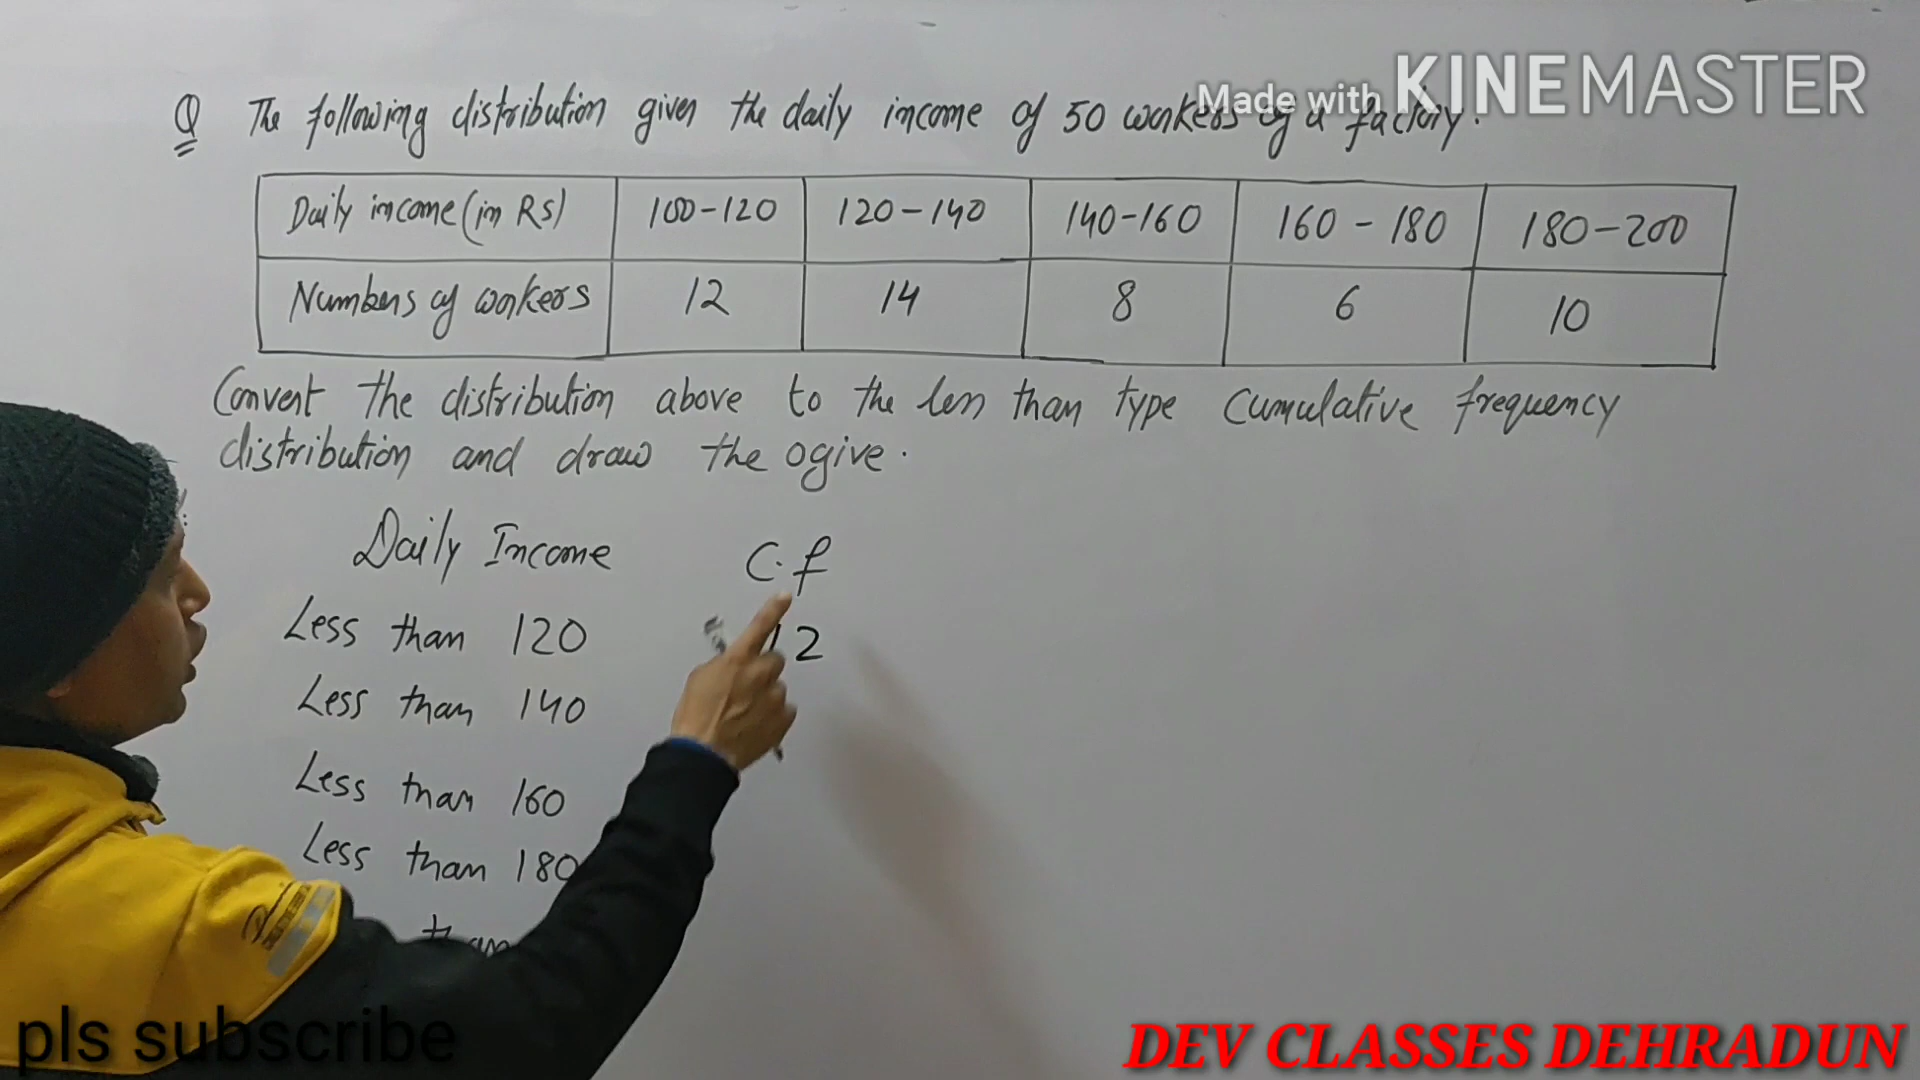 Made with KINEMASTER
Q The following distribution given the daily income of 50 workers of a factory.
Daily income (in Rs) 100-120 120-140 140-160 160-180 180-200
Numbers of workers 12 14 8 6 10
Convert the distribution above to the less than type cumulative frequency
distribution and draw the ogive.
Daily Income C.f
Less than 120 12
Less than 140
Less than 160
Less than 180
than
pls subscribe
DEV CLASSES DEHRADUN